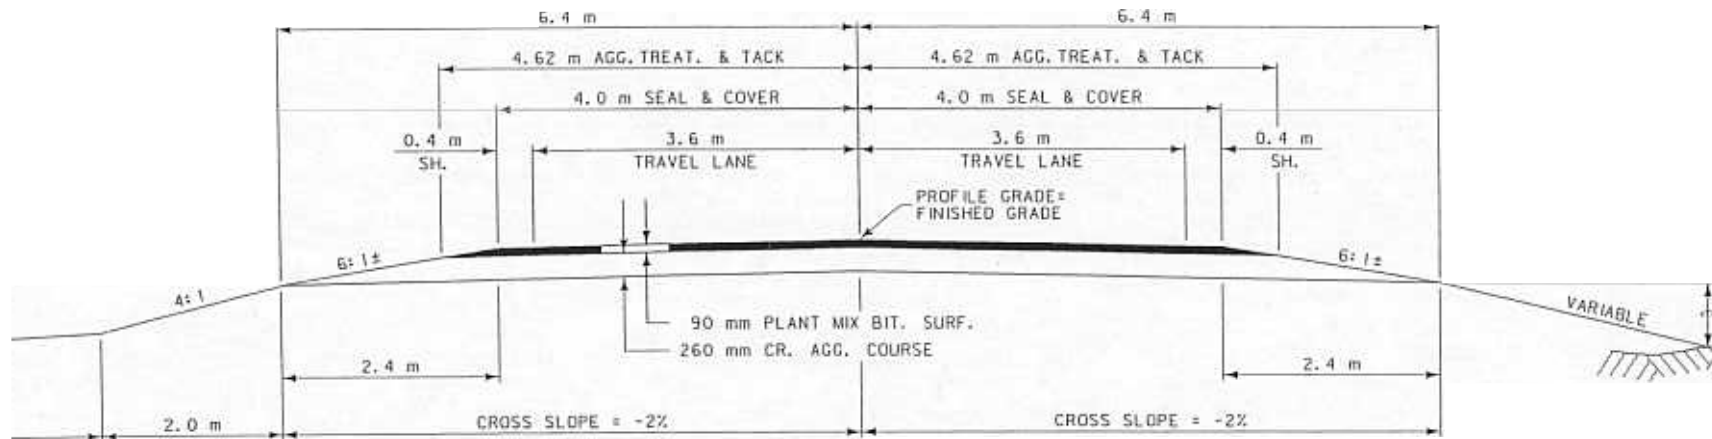 6.4 m 6.4 m
4.62 m AGG. TREAT. & TACK 4.62 m AGG. TREAT. & TACK
4.0 m SEAL & COVER 4.0 m SEAL & COVER
0.4 m 3.6 m 3.6 m 0.4 m
SH. TRAVEL LANE TRAVEL LANE SH.
PROFILE GRADE=
FINISHED GRADE
6:1± 6:1±
4:1
VARIABLE
90 mm PLANT MIX BIT. SURF.
260 mm CR. AGG. COURSE
2.4 m 2.4 m
2.0 m CROSS SLOPE = -2% CROSS SLOPE = -2%